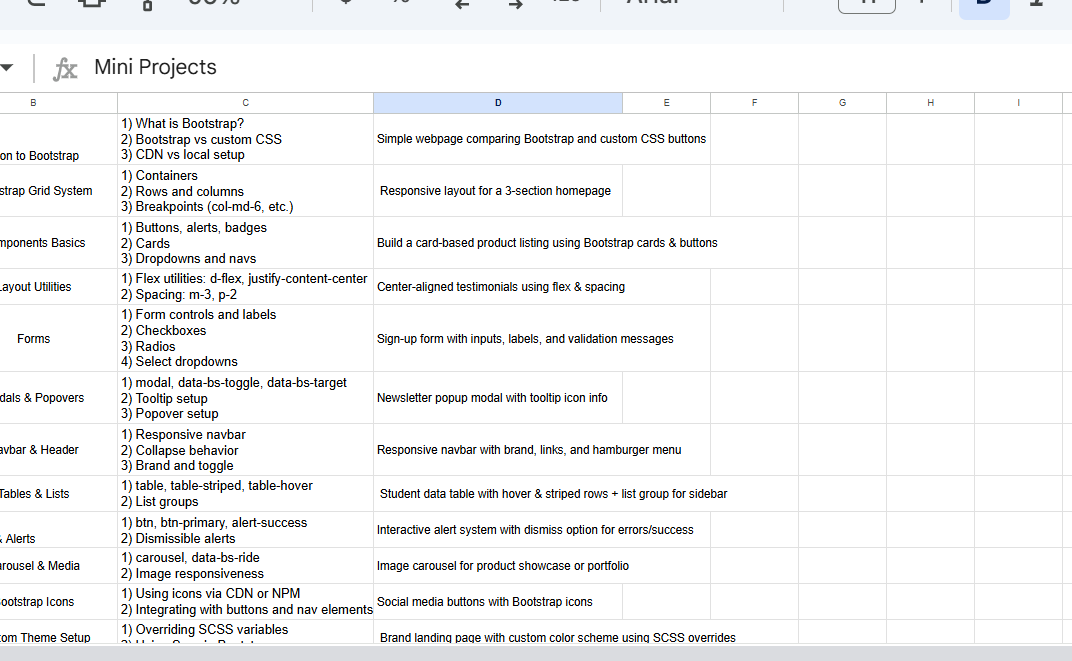 90%
123
Arial
Mini Projects
B C D E F G H I
on to Bootstrap
1) What is Bootstrap?
2) Bootstrap vs custom CSS
3) CDN vs local setup
Simple webpage comparing Bootstrap and custom CSS buttons
strap Grid System
1) Containers
2) Rows and columns
3) Breakpoints (col-md-6, etc.)
Responsive layout for a 3-section homepage
mponents Basics
1) Buttons, alerts, badges
2) Cards
3) Dropdowns and navs
Build a card-based product listing using Bootstrap cards & buttons
Layout Utilities
1) Flex utilities: d-flex, justify-content-center
2) Spacing: m-3, p-2
Center-aligned testimonials using flex & spacing
Forms
1) Form controls and labels
2) Checkboxes
3) Radios
4) Select dropdowns
Sign-up form with inputs, labels, and validation messages
dals & Popovers
1) modal, data-bs-toggle, data-bs-target
2) Tooltip setup
3) Popover setup
Newsletter popup modal with tooltip icon info
avbar & Header
1) Responsive navbar
2) Collapse behavior
3) Brand and toggle
Responsive navbar with brand, links, and hamburger menu
Tables & Lists
1) table, table-striped, table-hover
2) List groups
Student data table with hover & striped rows + list group for sidebar
& Alerts
1) btn, btn-primary, alert-success
2) Dismissible alerts
Interactive alert system with dismiss option for errors/success
arousel & Media
1) carousel, data-bs-ride
2) Image responsiveness
Image carousel for product showcase or portfolio
ootstrap Icons
1) Using icons via CDN or NPM
2) Integrating with buttons and nav elements
Social media buttons with Bootstrap icons
tom Theme Setup
1) Overriding SCSS variables
Brand landing page with custom color scheme using SCSS overrides